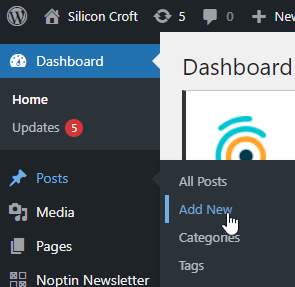 Silicon Croft 5 0 + New
Dashboard
Dashboard
Home
Updates 5
Posts
All Posts
Add New
Media
Categories
Pages
Tags
Noptin Newsletter